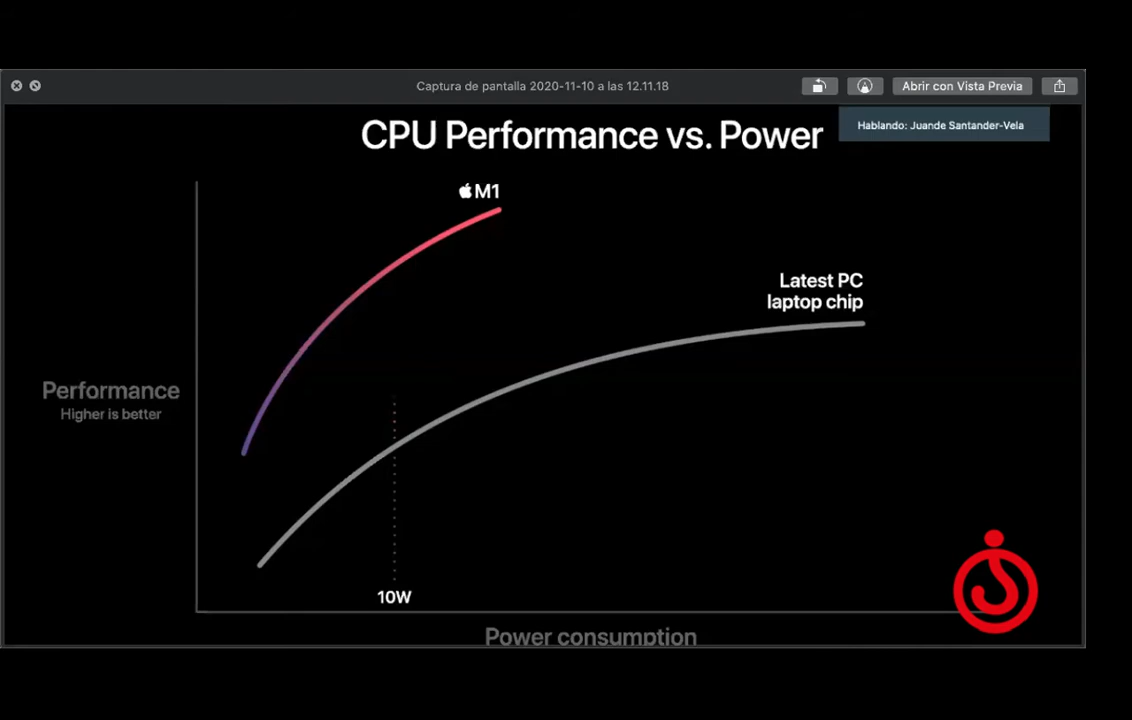 Captura de pantalla 2020-11-10 a las 12.11.18
Abrir con Vista Previa
Hablando: Juande Santander-Vela
CPU Performance vs. Power
M1
Latest PC
laptop chip
Performance
Higher is better
10W
Power consumption